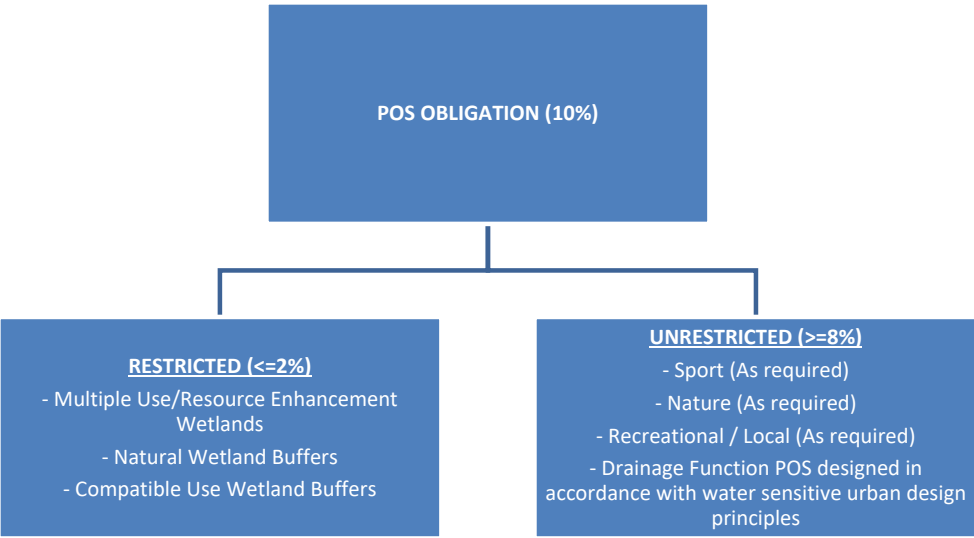 POS OBLIGATION (10%)
RESTRICTED (<=2%)
- Multiple Use/Resource Enhancement
Wetlands
- Natural Wetland Buffers
- Compatible Use Wetland Buffers
UNRESTRICTED (>=8%)
- Sport (As required)
- Nature (As required)
- Recreational / Local (As required)
- Drainage Function POS designed in
accordance with water sensitive urban design
principles